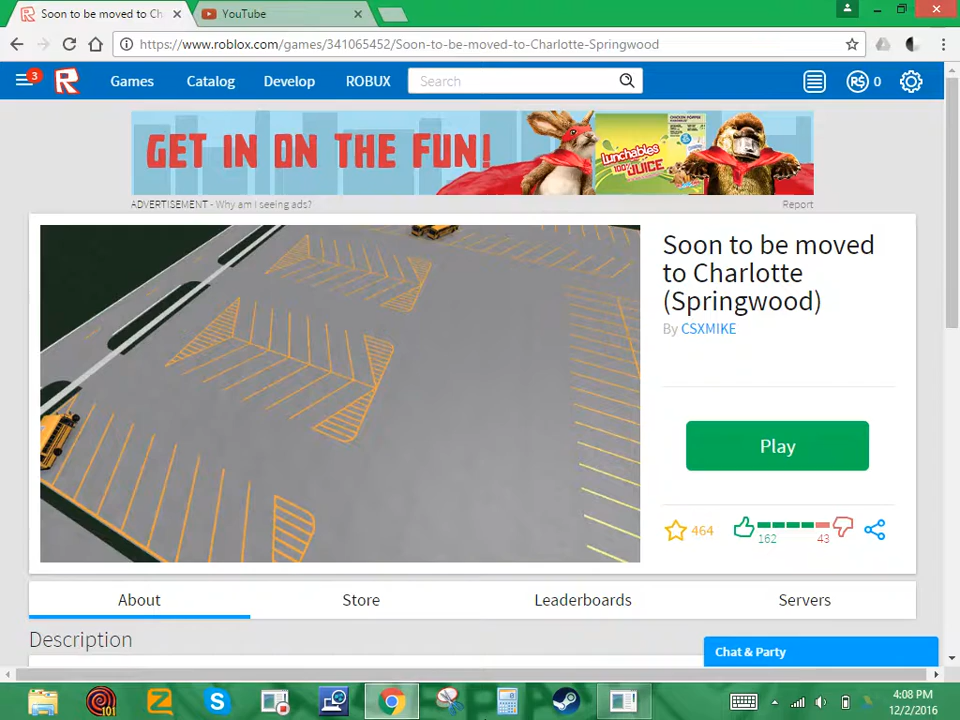 Soon to be moved to Ch
YouTube
https://www.roblox.com/games/341065452/Soon-to-be-moved-to-Charlotte-Springwood
3
Games
Catalog
Develop
ROBUX
Search
R$ 0
GET IN ON THE FUN!
Lunchables
100% JUICE
ADVERTISEMENT - Why am I seeing ads?
Report
Soon to be moved
to Charlotte
(Springwood)
By CSXMIKE
Play
464
162
43
About
Store
Leaderboards
Servers
Description
Chat & Party
101
4:08 PM
12/2/2016